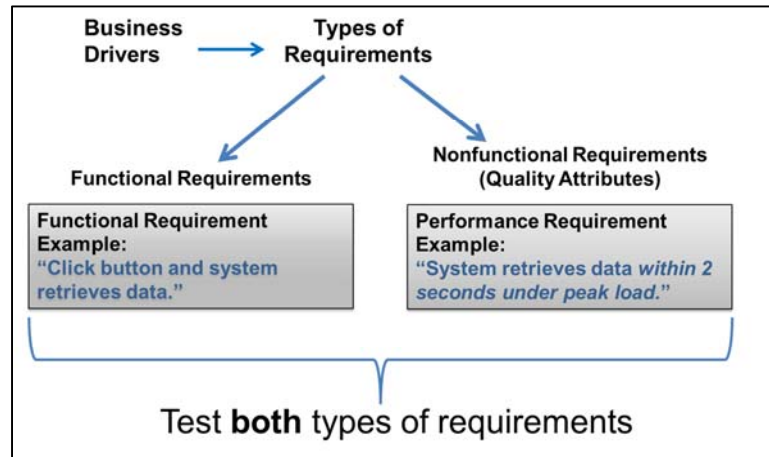 Business
Drivers
Types of
Requirements
Functional Requirements
Nonfunctional Requirements
(Quality Attributes)
Functional Requirement
Example:
“Click button and system
retrieves data.”
Performance Requirement
Example:
“System retrieves data within 2
seconds under peak load.”
Test both types of requirements